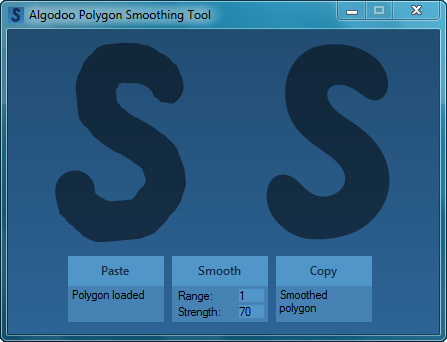 S Algodoo Polygon Smoothing Tool
S S
Paste Smooth Copy
Polygon loaded Range: 1 Smoothed
Strength: 70 polygon